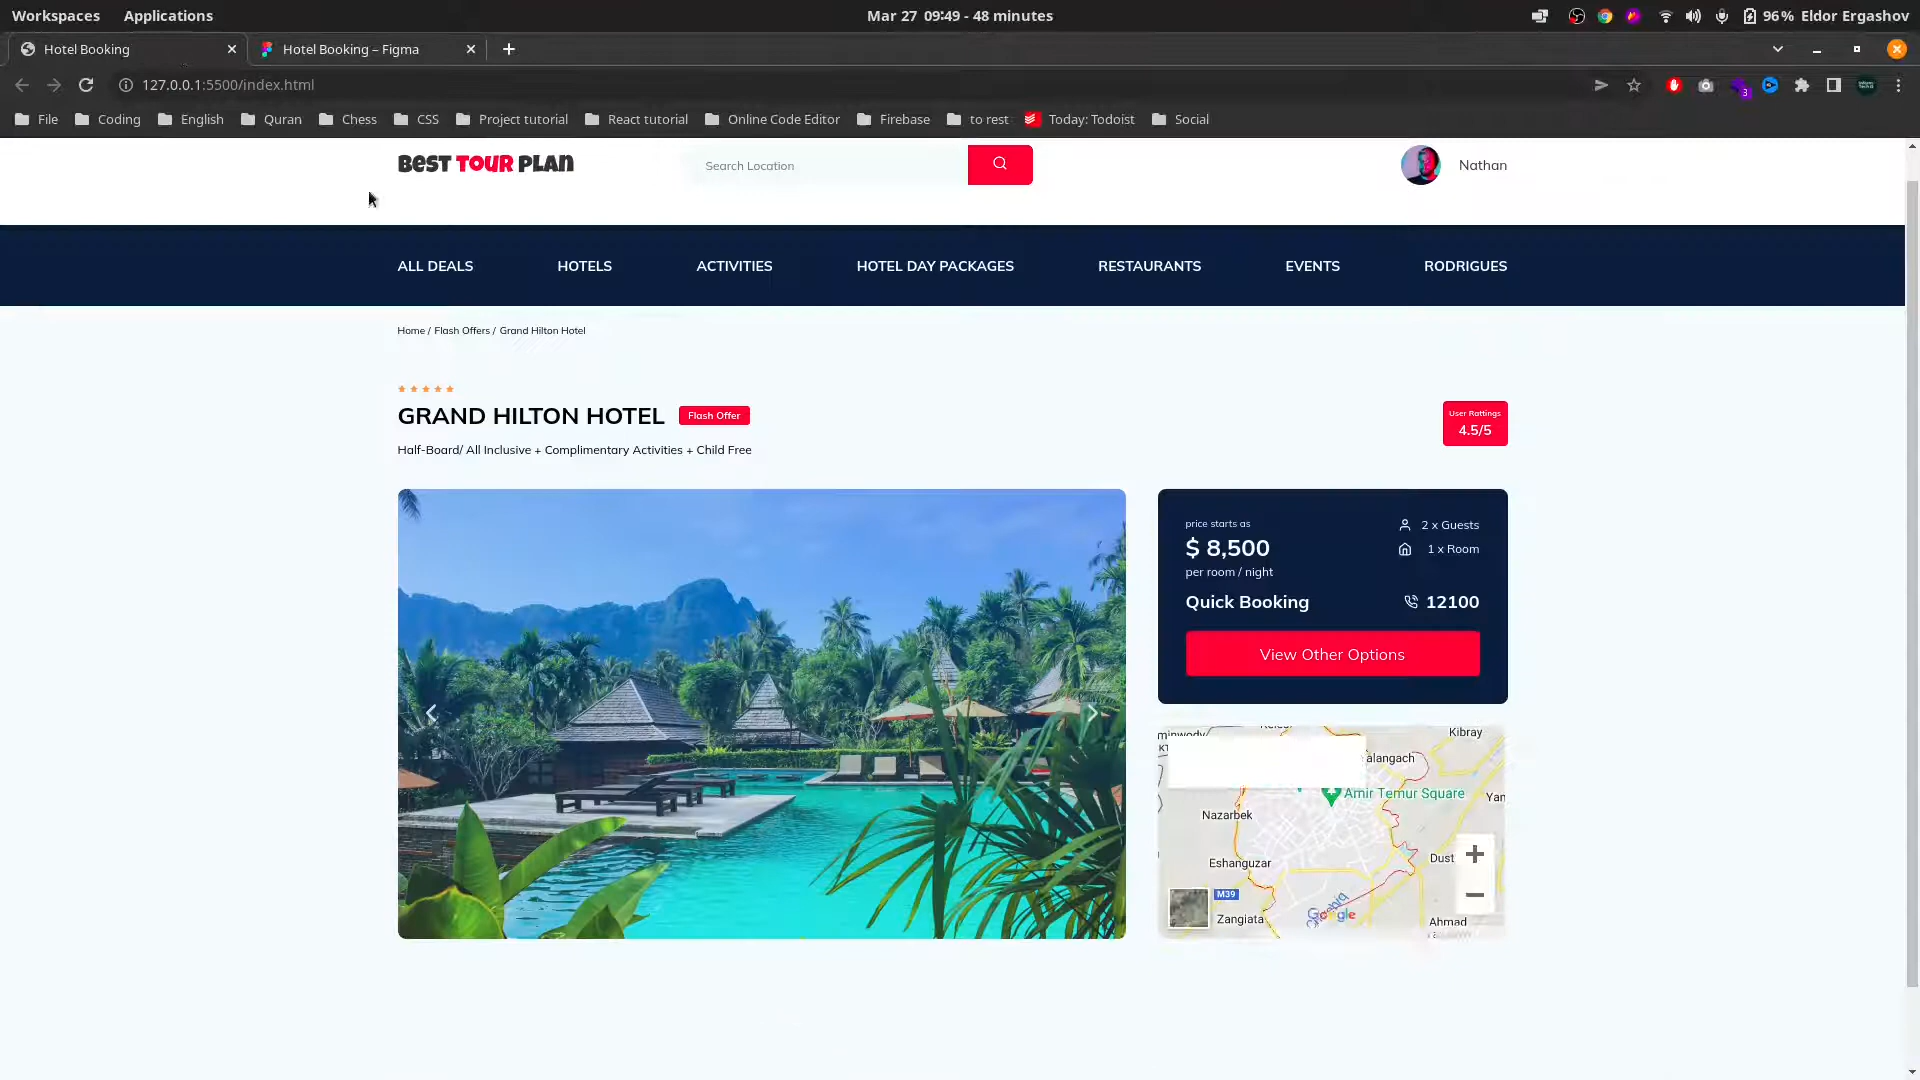 Workspaces Applications Mar 27 09:49 - 48 minutes 96% Eldor Ergashov
Hotel Booking Hotel Booking – Figma
127.0.0.1:5500/index.html
3
File Coding English Quran Chess CSS Project tutorial React tutorial Online Code Editor Firebase to rest Today: Todoist Social
BEST TOUR PLAN Search Location Nathan
ALL DEALS HOTELS ACTIVITIES HOTEL DAY PACKAGES RESTAURANTS EVENTS RODRIGUES
Home / Flash Offers / Grand Hilton Hotel
GRAND HILTON HOTEL Flash Offer
User Rattings
4.5/5
Half-Board/ All Inclusive + Complimentary Activities + Child Free
price starts as 2 x Guests
$ 8,500 1 x Room
per room / night
Quick Booking 12100
View Other Options
Kibray
alangach
Amir Temur Square
Nazarbek
Eshanguzar
Dust
M39
Zangiata
Google
Ahmad